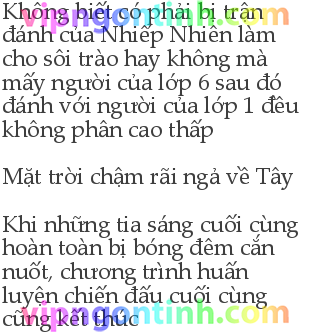 Không biết có phải bị trận
vipngontinh.com
đánh của Nhiếp Nhiên làm
cho sôi trào hay không mà
mấy người của lớp 6 sau đó
đánh với người của lớp 1 đều
không phân cao thấp
Mặt trời chậm rãi ngả về Tây
Khi những tia sáng cuối cùng
hoàn toàn bị bóng đêm cắn
nuốt, chương trình huấn
luyện chiến đấu cuối cùng
vipngontinh.com
cũng kết thúc